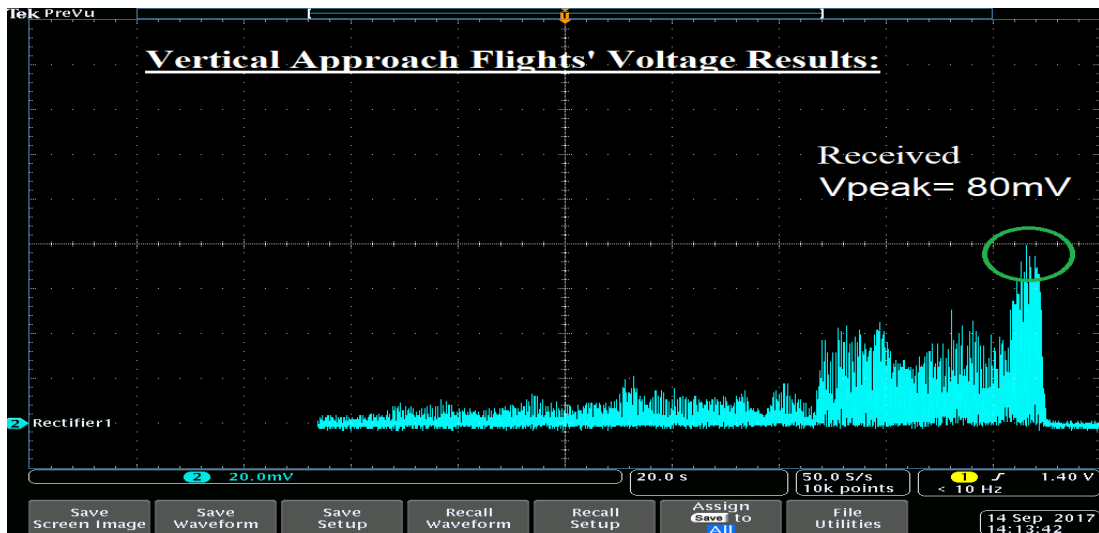 Tek PreVu
Vertical Approach Flights' Voltage Results:
Received
Vpeak= 80mV
2 Rectifier1
2 20.0mV
20.0 s
50.0 S/s
10k points
1 1.40 V
< 10 Hz
Save
Screen Image
Save
Waveform
Save
Setup
Recall
Waveform
Recall
Setup
Assign
Save to
All
File
Utilities
14 Sep 2017
14:13:42